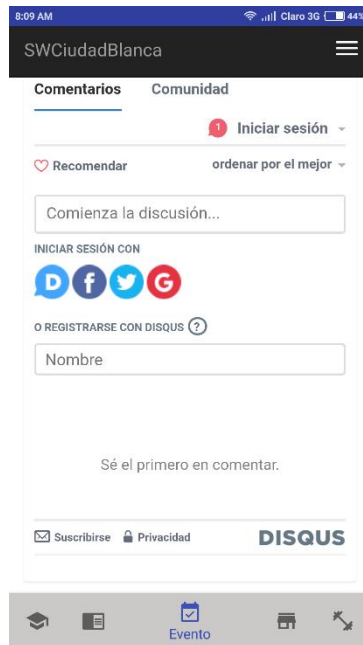 8:09 AM Claro 3G 44%
SWCiudadBlanca
Comentarios Comunidad
1 Iniciar sesión
Recomendar ordenar por el mejor
Comienza la discusión...
INICIAR SESIÓN CON
D f G
O REGISTRARSE CON DISQUS ?
Nombre
Sé el primero en comentar.
Suscribirse Privacidad DISQUS
Evento